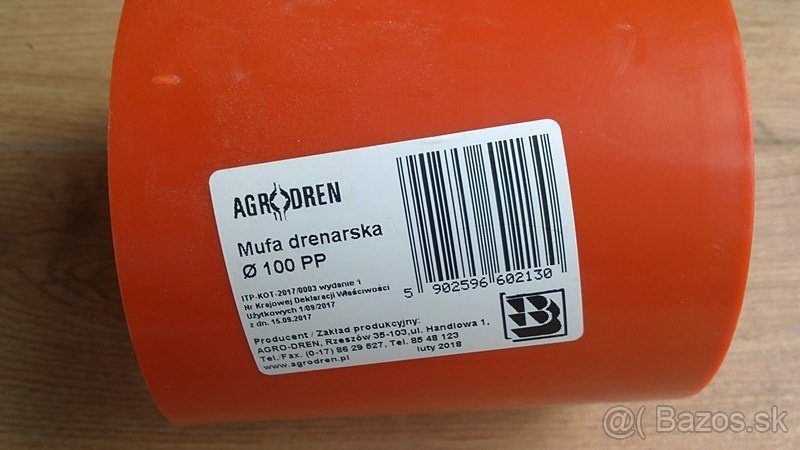 AGRODREN
Mufa drenarska
Ø 100 PP
ITP-KOT-2017/0003 wydanie 1
Nr Krajowej Deklaracji Właściwości
Użytkowych 1/09/2017
z dn. 15.09.2017
5 902596 602130
B
Producent / Zakład produkcyjny:
AGRO-DREN, Rzeszów 35-103,ul. Handlowa 1,
Tel./Fax. (0-17) 86 29 527, Tel. 85 48 123
www.agrodren.pl luty 2018
@( Bazos.sk